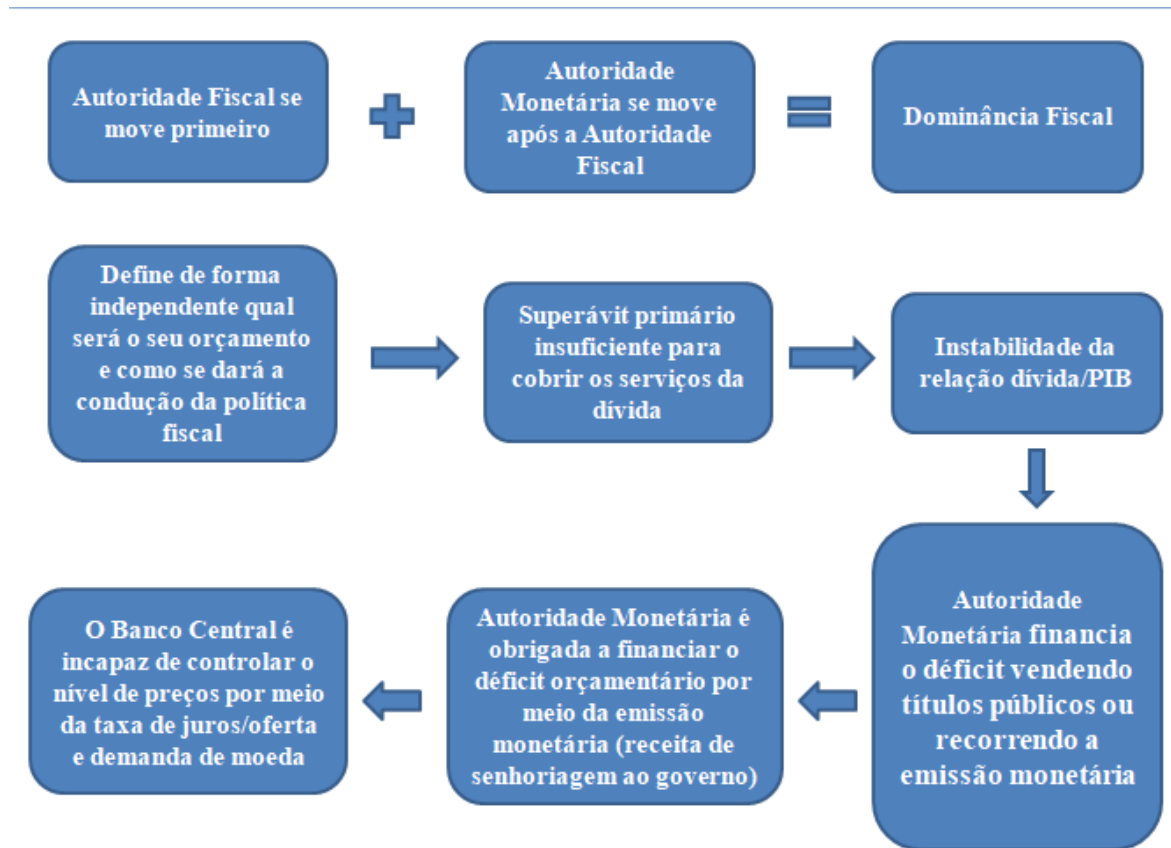 Autoridade Fiscal se
move primeiro
Autoridade
Monetária se move
após a Autoridade
Fiscal
Dominância Fiscal
Define de forma
independente qual
será o seu orçamento
e como se dará a
condução da política
fiscal
Superávit primário
insuficiente para
cobrir os serviços da
dívida
Instabilidade da
relação dívida/PIB
Autoridade
Monetária financia
o déficit vendendo
títulos públicos ou
recorrendo a
emissão monetária
Autoridade Monetária é
obrigada a financiar o
déficit orçamentário por
meio da emissão
monetária (receita de
senhoriagem ao governo)
O Banco Central é
incapaz de controlar o
nível de preços por meio
da taxa de juros/oferta
e demanda de moeda